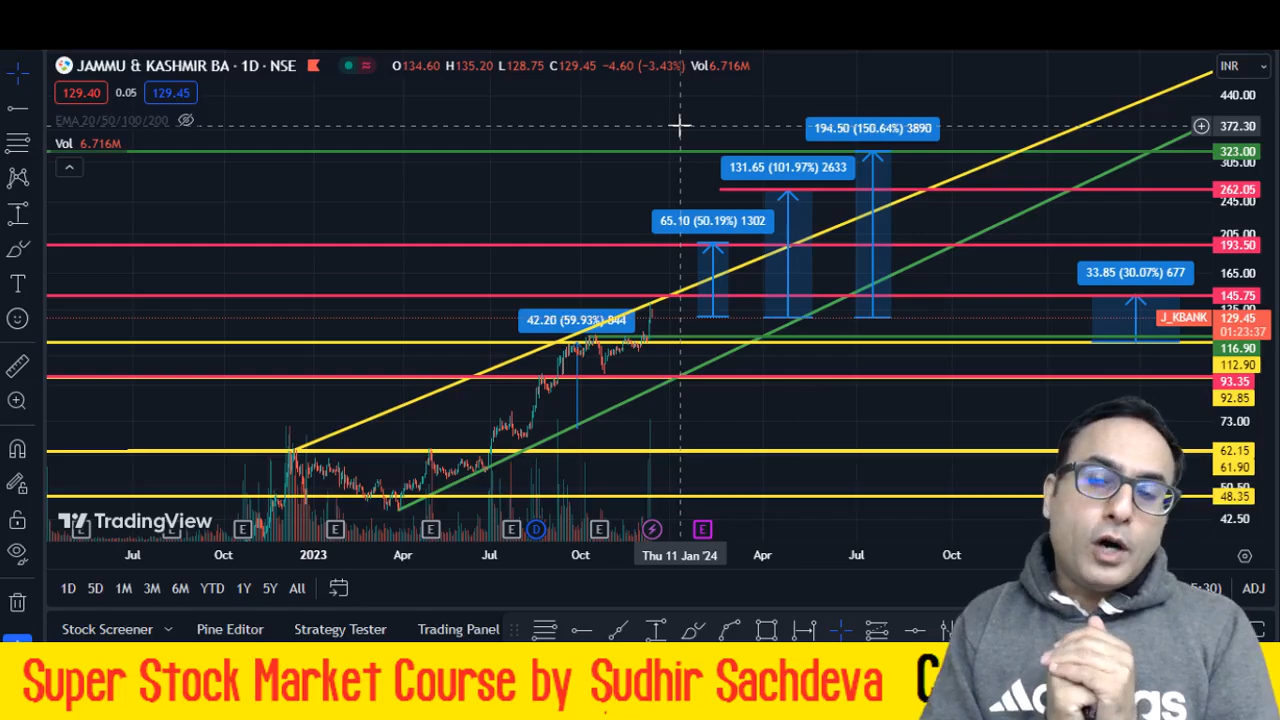 JAMMU & KASHMIR BA · 1D · NSE
O134.60 H135.20 L128.75 C129.45 −4.60 (−3.43%) Vol6.716M
INR
129.40 0.05 129.45
EMA 20/50/100/200
Vol 6.716M
440.00
372.30
323.00
305.00
262.05
245.00
205.00
193.50
165.00
145.75
J_KBANK 129.45
01:23:37
116.90
112.90
93.35
92.85
73.00
62.15
61.90
48.35
42.50
194.50 (150.64%) 3890
131.65 (101.97%) 2633
65.10 (50.19%) 1302
33.85 (30.07%) 677
42.20 (59.93%) 844
TradingView
E E E E E D E E
Jul Oct 2023 Apr Jul Oct Thu 11 Jan '24 Apr Jul Oct
1D 5D 1M 3M 6M YTD 1Y 5Y All
5:30) ADJ
Stock Screener Pine Editor Strategy Tester Trading Panel
Super Stock Market Course by Sudhir Sachdeva C
adidas